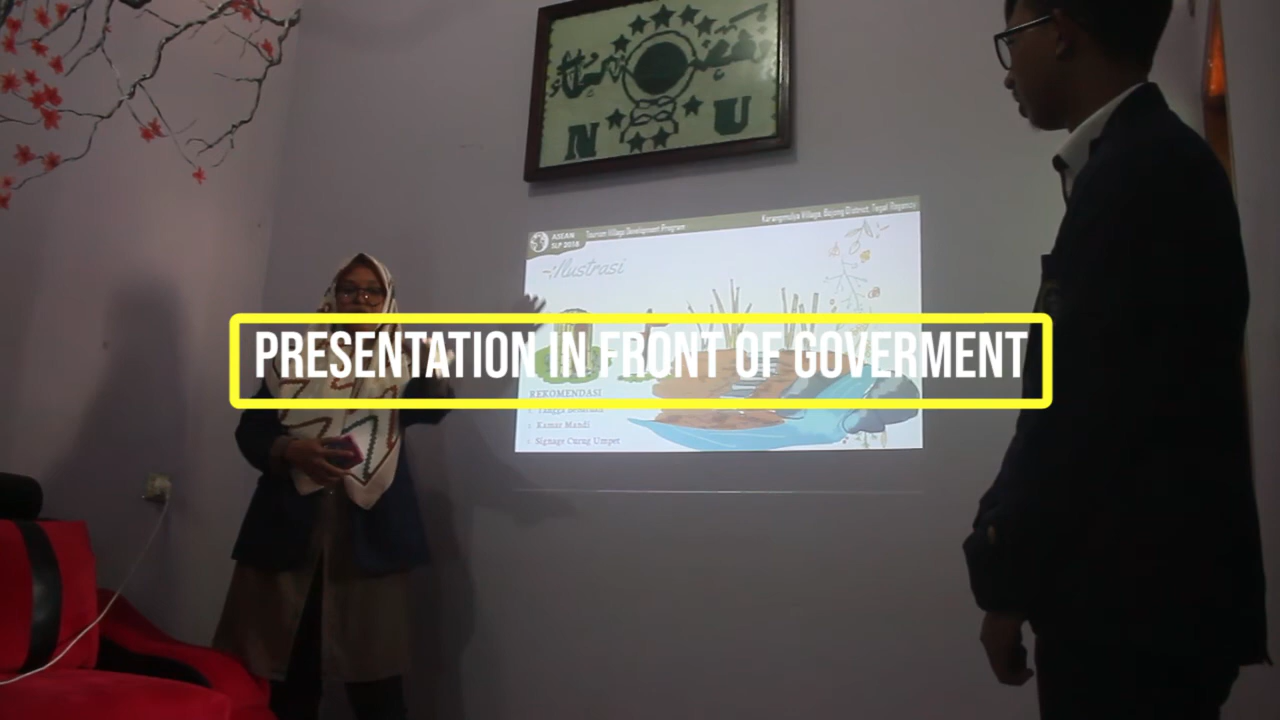 N U
ASEAN Tourism Village Development Program
SLP 2018
Karangmulya Village, Bojong District, Tegal Regency
Ilustrasi
PRESENTATION IN FRONT OF GOVERMENT
REKOMENDASI
Kamar Mandi
Signage Curug Umpet